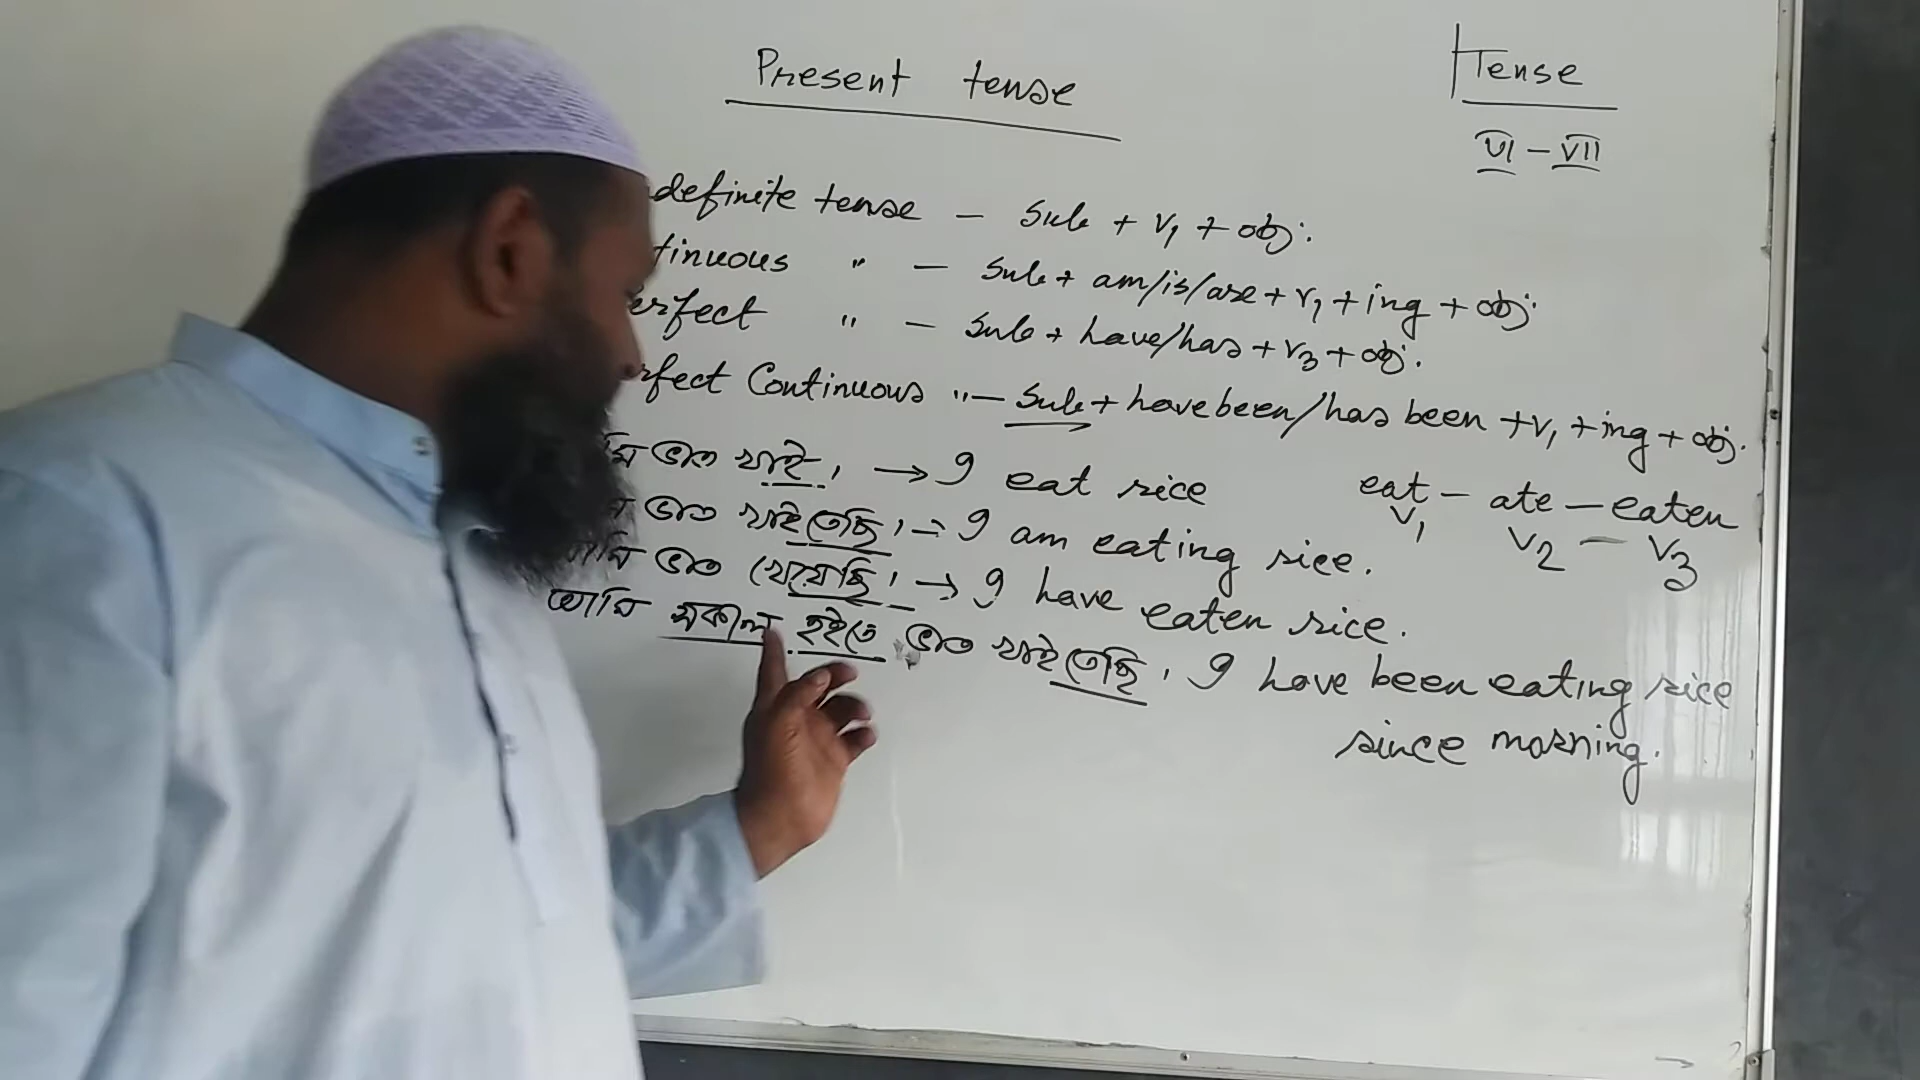 Present tense
Tense
VI - VII
definite tense - Sub + V1 + obj.
tinuous " - Sub + am/is/are + V1 + ing + obj.
erfect " - Sub + have/has + V3 + obj.
rfect Continuous " - Sub + have been/has been + V1 + ing + obj.
মি ভাত খাই। → I eat rice
eat - ate - eaten
V1 V2 - V3
ভাত খাইতেছি। = I am eating rice.
আমি ভাত খেয়েছি। → I have eaten rice.
আমি সকাল হইতে ভাত খাইতেছি। I have been eating rice
since morning.